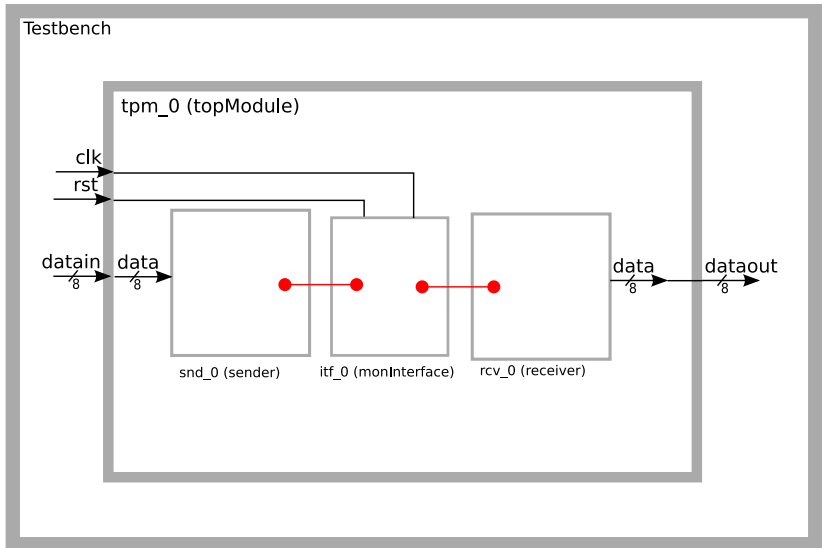 Testbench
tpm_0 (topModule)
clk
rst
datain
8
data
8
data
8
dataout
8
snd_0 (sender)
itf_0 (monInterface)
rcv_0 (receiver)